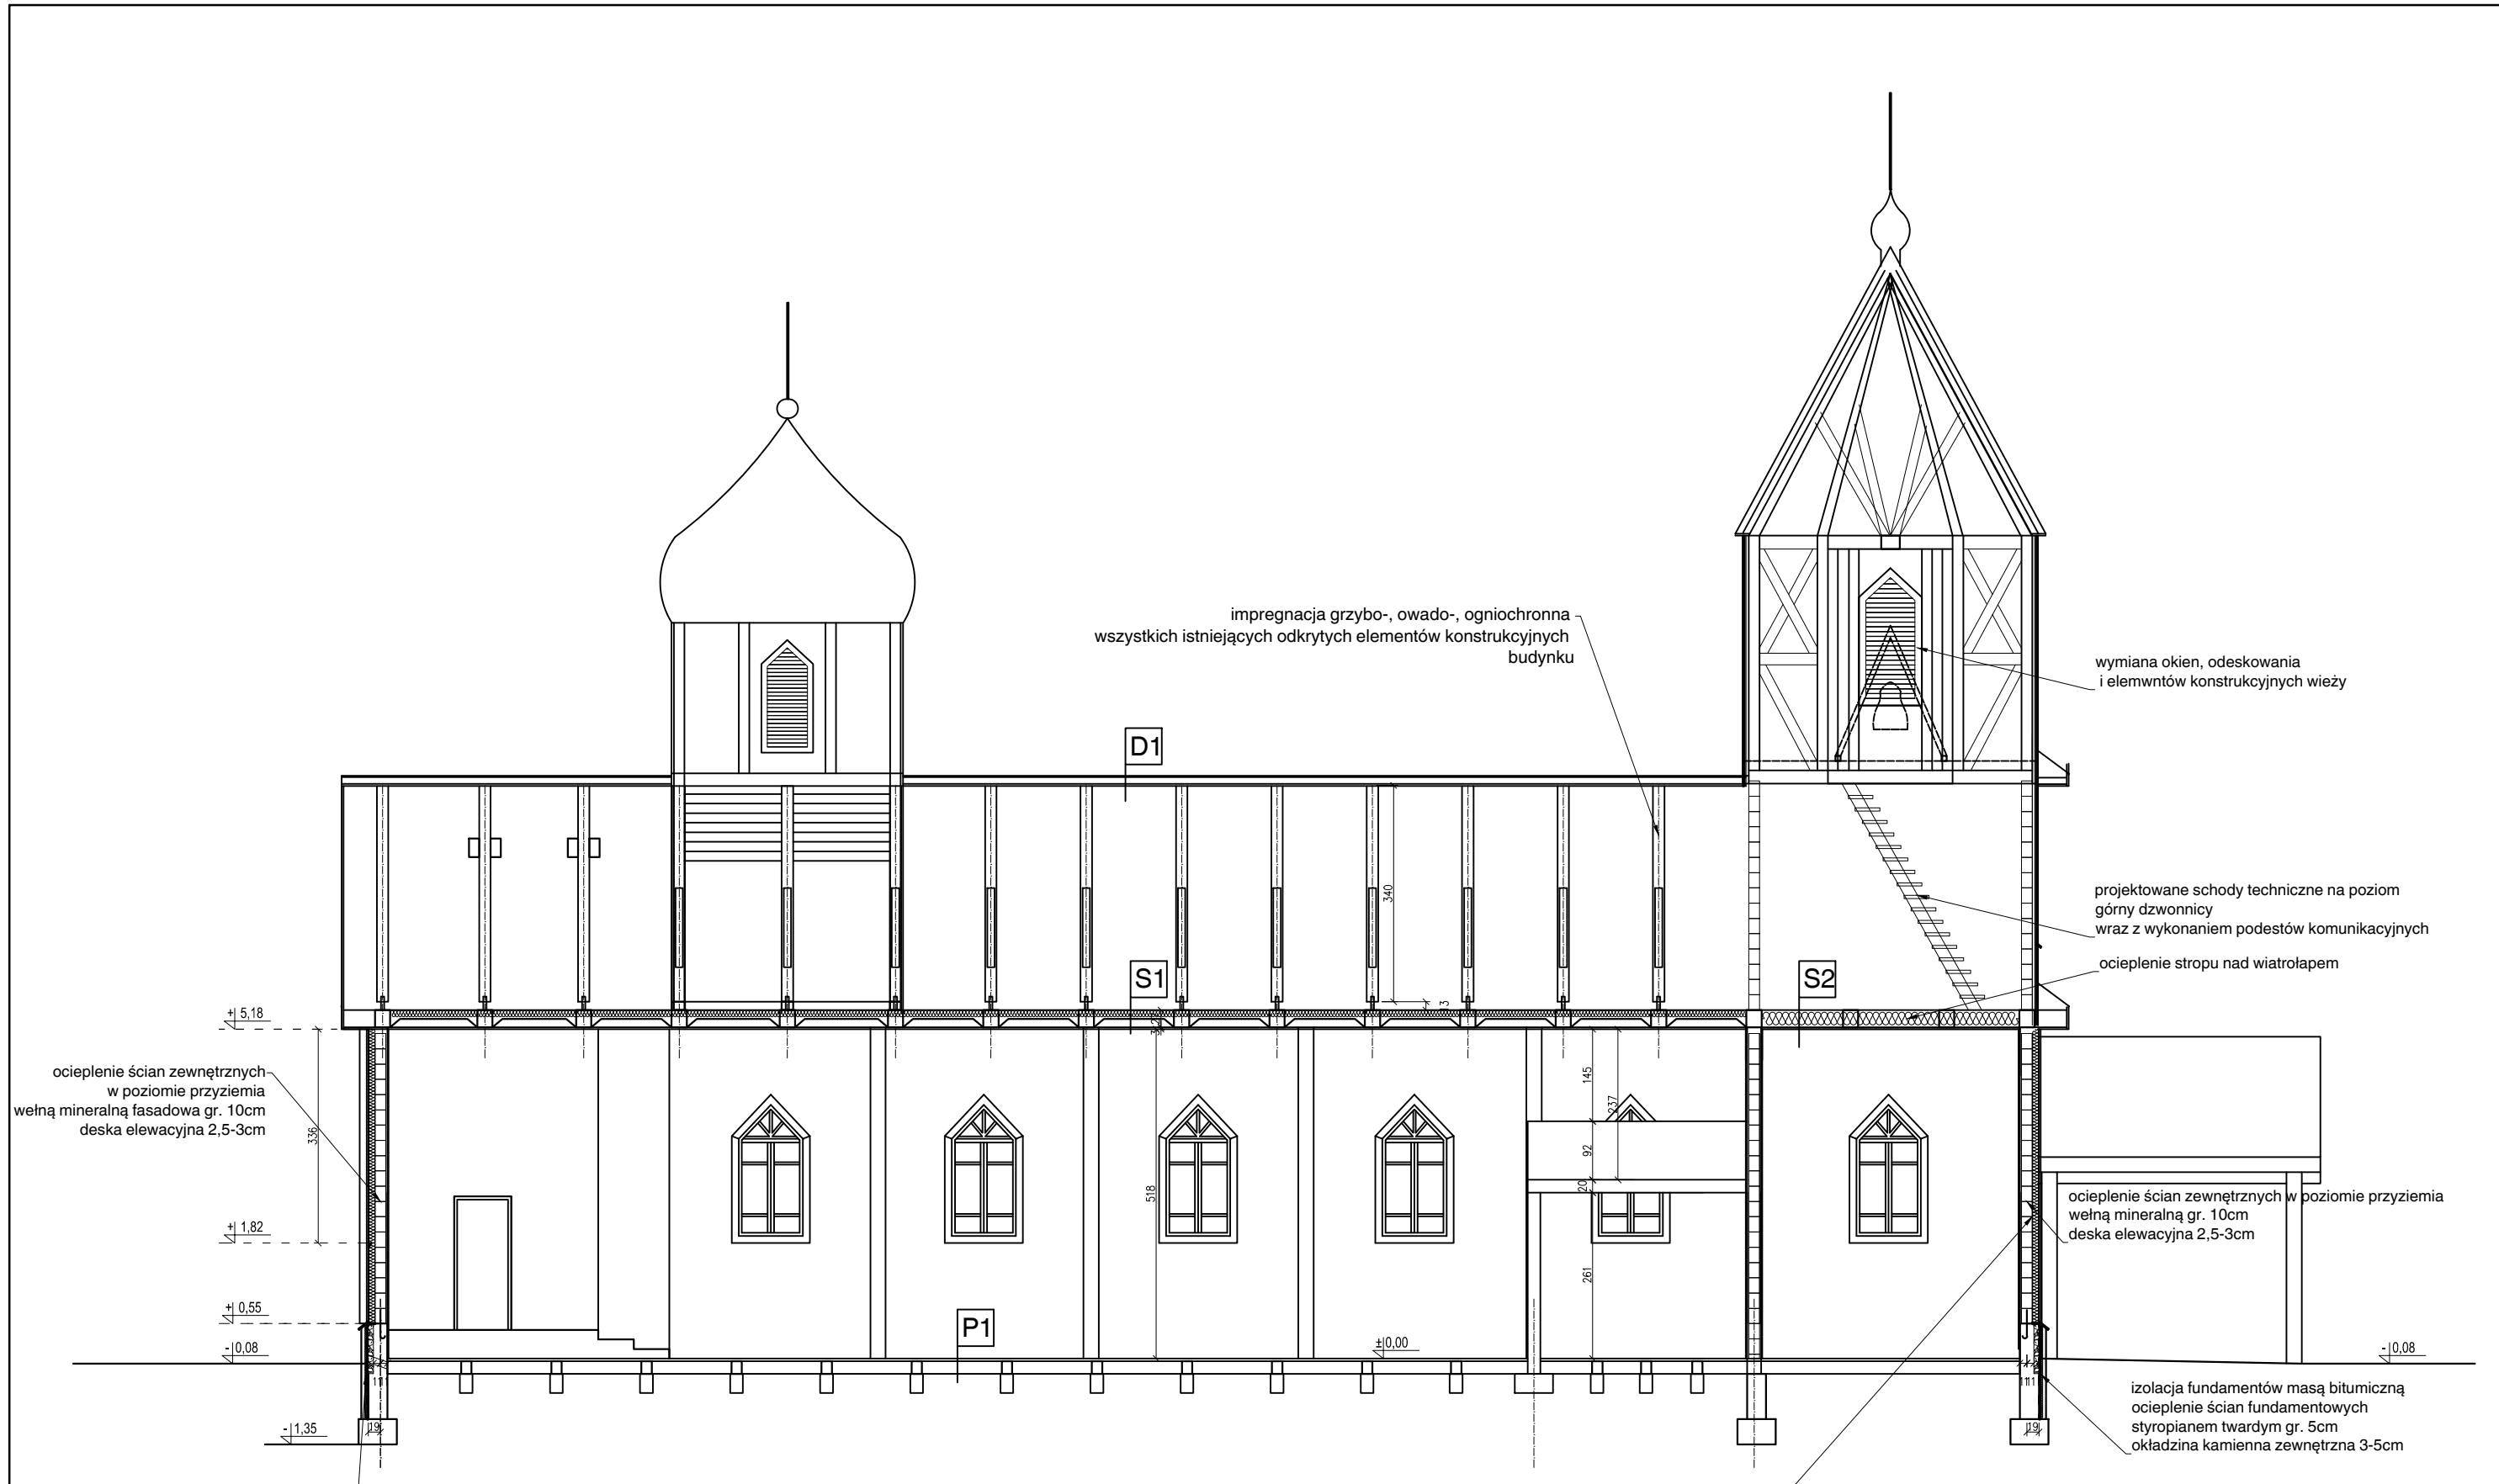 impregnacja grzybo-, owado-, ogniochronna
wszystkich istniejących odkrytych elementów konstrukcyjnych
budynku
wymiana okien, odeskowania
i elemwntów konstrukcyjnych wieży
D1
340
projektowane schody techniczne na poziom
górny dzwonnicy
wraz z wykonaniem podestów komunikacyjnych
ocieplenie stropu nad wiatrołapem
S1
S2
13
+ 5,18
ocieplenie ścian zewnętrznych
w poziomie przyziemia
wełną mineralną fasadowa gr. 10cm
deska elewacyjna 2,5-3cm
336
145
237
92
20
518
261
ocieplenie ścian zewnętrznych w poziomie przyziemia
wełną mineralną gr. 10cm
deska elewacyjna 2,5-3cm
+ 1,82
+ 0,55
P1
±0,00
- 0,08
- 0,08
izolacja fundamentów masą bitumiczną
ocieplenie ścian fundamentowych
styropianem twardym gr. 5cm
okładzina kamienna zewnętrzna 3-5cm
19
19
- 1,35